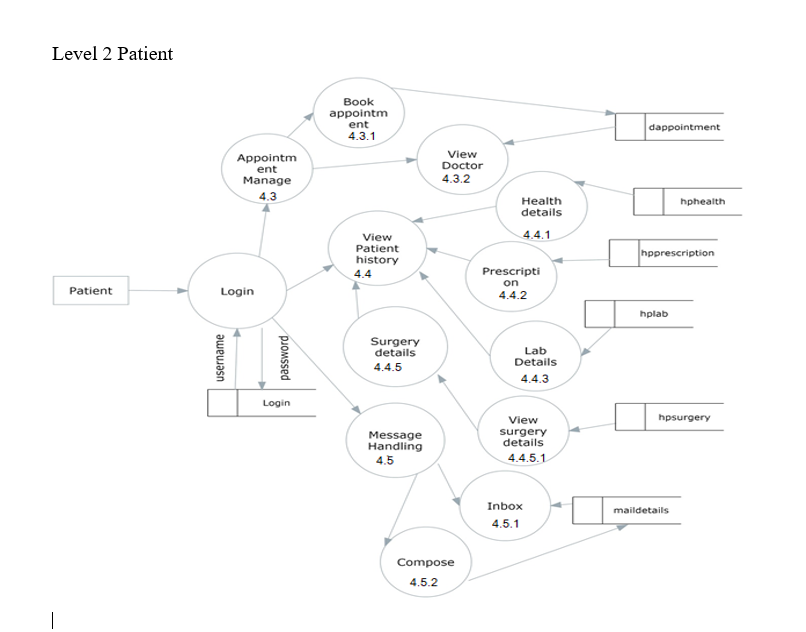 Level 2 Patient
Book
appointm
ent
4.3.1
dappointment
Appointm
ent
Manage
4.3
View
Doctor
4.3.2
Health
details
4.4.1
hphealth
View
Patient
history
4.4
hpprescription
Prescripti
on
4.4.2
Patient
Login
hplab
username
password
Surgery
details
4.4.5
Lab
Details
4.4.3
Login
View
surgery
details
4.4.5.1
hpsurgery
Message
Handling
4.5
Inbox
4.5.1
maildetails
Compose
4.5.2